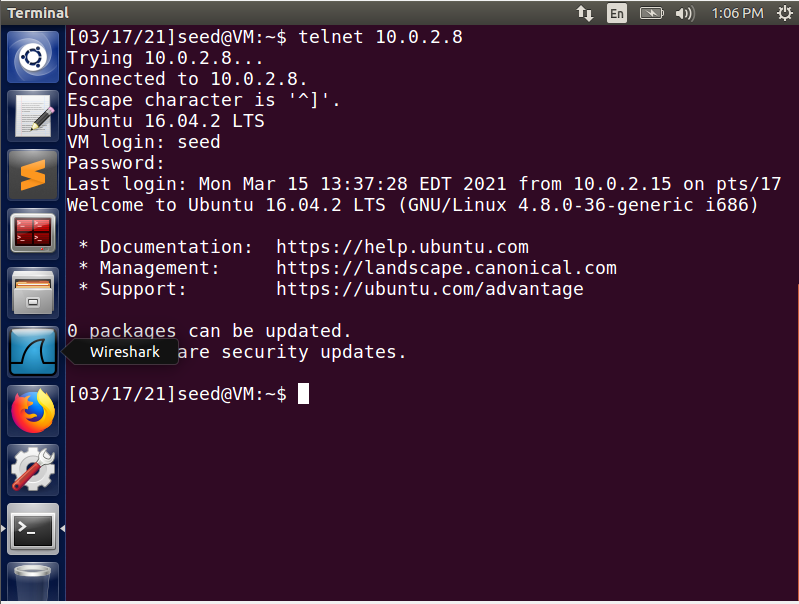 Terminal
En
1:06 PM
[03/17/21]seed@VM:~$ telnet 10.0.2.8
Trying 10.0.2.8...
Connected to 10.0.2.8.
Escape character is '^]'.
Ubuntu 16.04.2 LTS
VM login: seed
Password:
Last login: Mon Mar 15 13:37:28 EDT 2021 from 10.0.2.15 on pts/17
Welcome to Ubuntu 16.04.2 LTS (GNU/Linux 4.8.0-36-generic i686)
* Documentation:  https://help.ubuntu.com
* Management:     https://landscape.canonical.com
* Support:        https://ubuntu.com/advantage
0 packages can be updated.
Wireshark
are security updates.
[03/17/21]seed@VM:~$